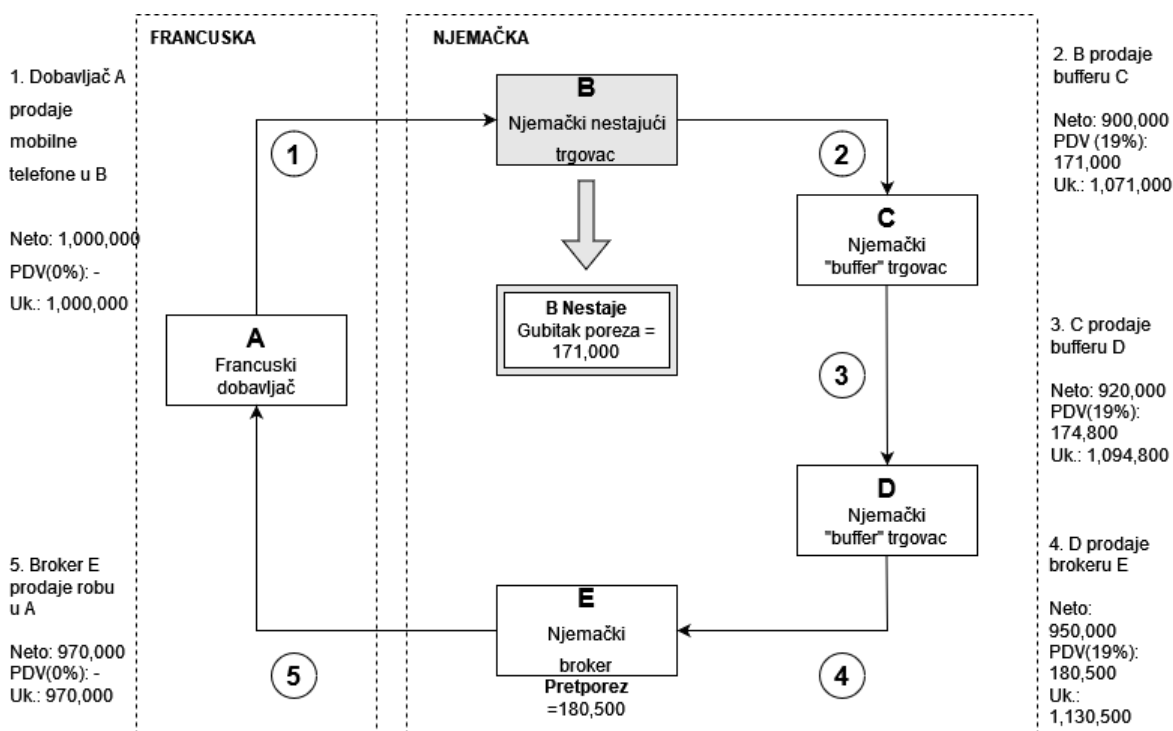 FRANCUSKA
NJEMAČKA
1. Dobavljač A
prodaje
mobilne
telefone u B
Neto: 1,000,000
PDV(0%): -
Uk.: 1,000,000
1
B
Njemački nestajući
trgovac
2
2. B prodaje
bufferu C
Neto: 900,000
PDV (19%):
171,000
Uk.: 1,071,000
C
Njemački
"buffer" trgovac
B Nestaje
Gubitak poreza =
171,000
A
Francuski
dobavljač
3
3. C prodaje
bufferu D
Neto: 920,000
PDV(19%):
174,800
Uk.: 1,094,800
D
Njemački
"buffer" trgovac
4. D prodaje
brokeru E
Neto:
950,000
PDV(19%):
180,500
Uk.:
1,130,500
4
E
Njemački
broker
Pretporez
=180,500
5
5. Broker E
prodaje robu
u A
Neto: 970,000
PDV(0%): -
Uk.: 970,000